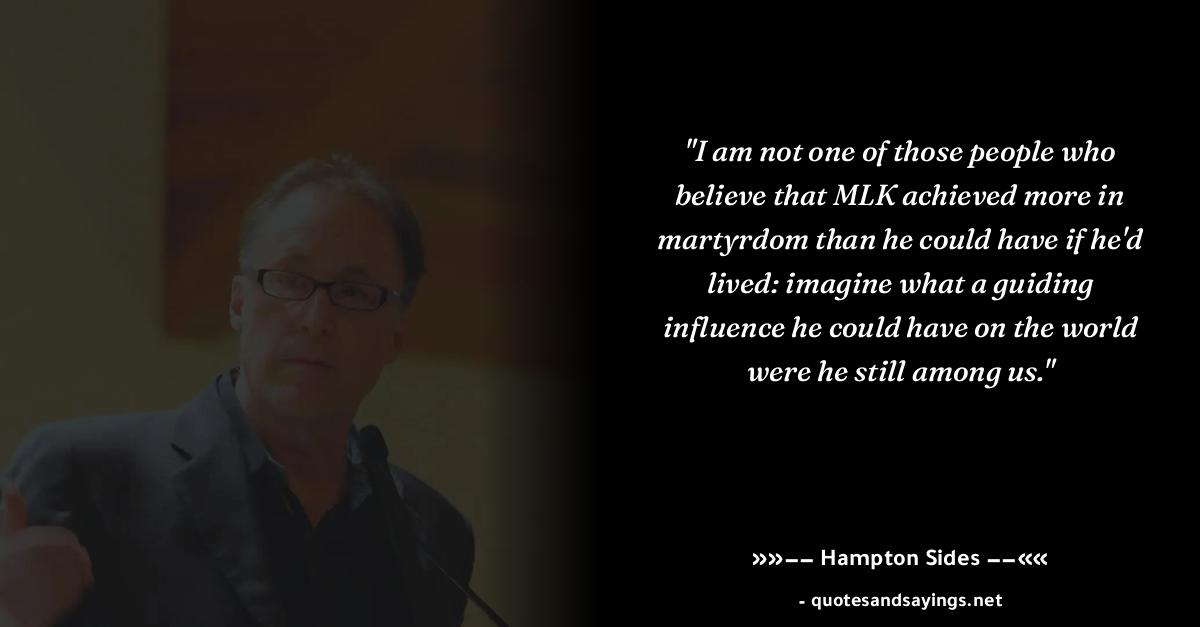 "I am not one of those people who
believe that MLK achieved more in
martyrdom than he could have if he'd
lived: imagine what a guiding
influence he could have on the world
were he still among us."
»»−− Hampton Sides −−««
- quotesandsayings.net